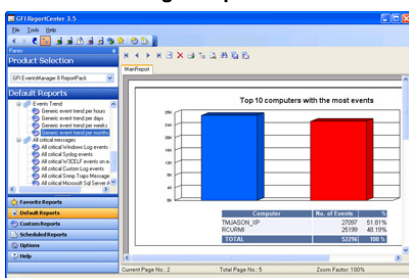 GFI ReportCenter 3.5
File Tools Help
Panes
Product Selection
GFI EventsManager 8 ReportPack
Default Reports
Events Trend
Generic event trend per hours
Generic event trend per days
Generic event trend per weeks
Generic event trend per months
All critical messages
All critical Windows Log events
All critical Syslog events
All critical W3CELF events on e
All critical Custom Log events
All critical Snmp Traps Message
All critical Microsoft Sql Server A
Favorite Reports
Default Reports
Custom Reports
Scheduled Reports
Options
Help
MainReport
Top 10 computers with the most events
Computer No. of Events %
TMJASON_XP 27097 51.81%
RCURMI 25199 48.19%
TOTAL 52296 100 %
Current Page No.: 2 Total Page No.: 5 Zoom Factor: 100%